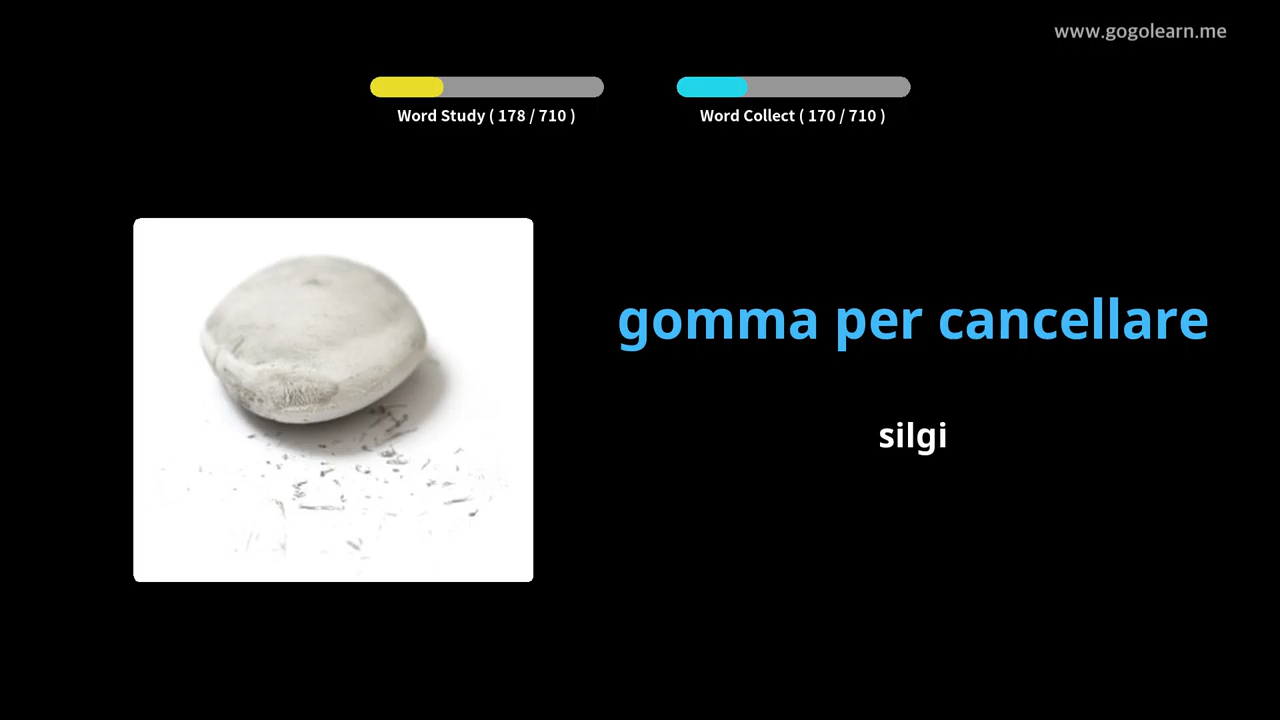 www.gogolearn.me
Word Study ( 178 / 710 )
Word Collect ( 170 / 710 )
gomma per cancellare
silgi